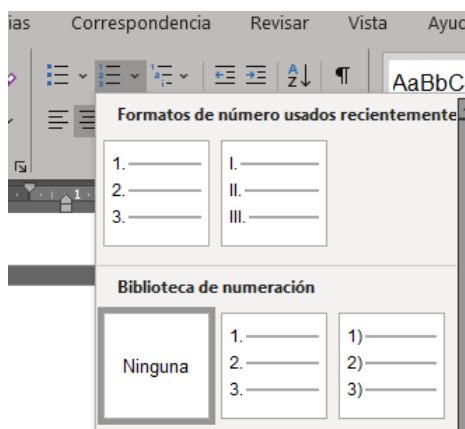 ias Correspondencia Revisar Vista Ayud
AaBbC
Formatos de número usados recientemente
1.
2.
3.
I.
II.
III.
Biblioteca de numeración
Ninguna
1.
2.
3.
1)
2)
3)